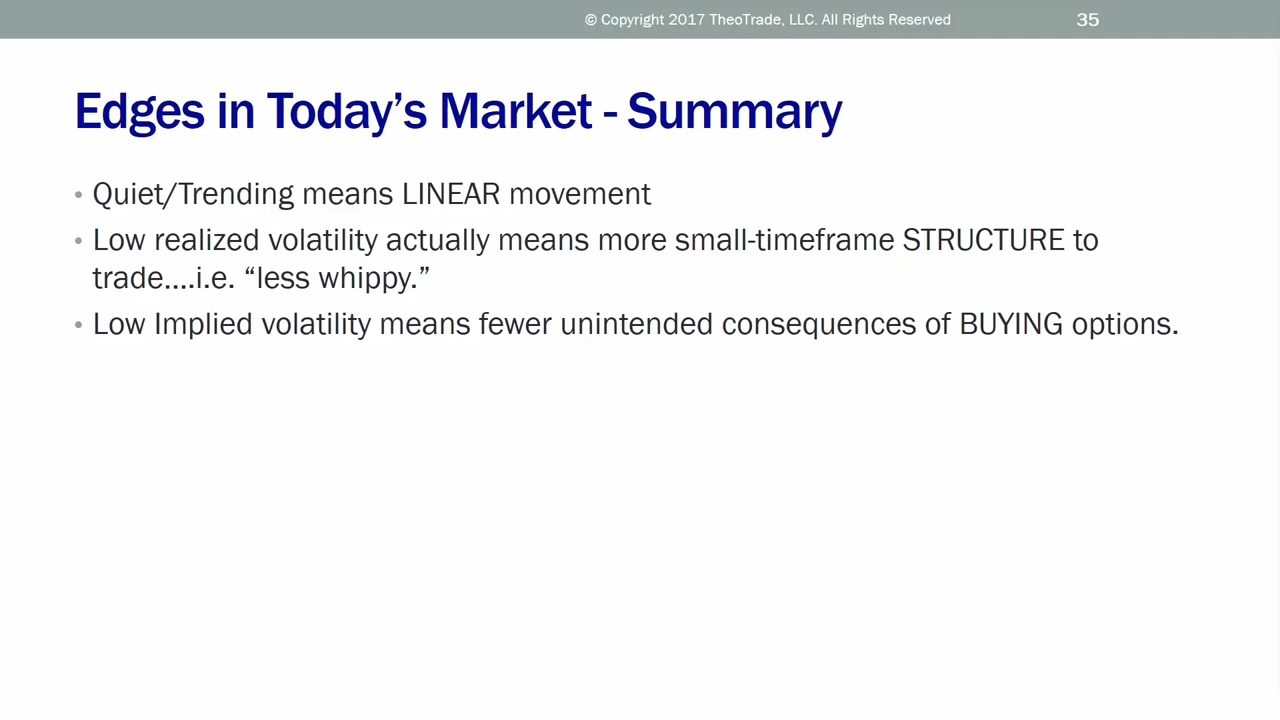 © Copyright 2017 TheoTrade, LLC. All Rights Reserved 35
Edges in Today’s Market - Summary
• Quiet/Trending means LINEAR movement
• Low realized volatility actually means more small-timeframe STRUCTURE to
trade....i.e. “less whippy.”
• Low Implied volatility means fewer unintended consequences of BUYING options.